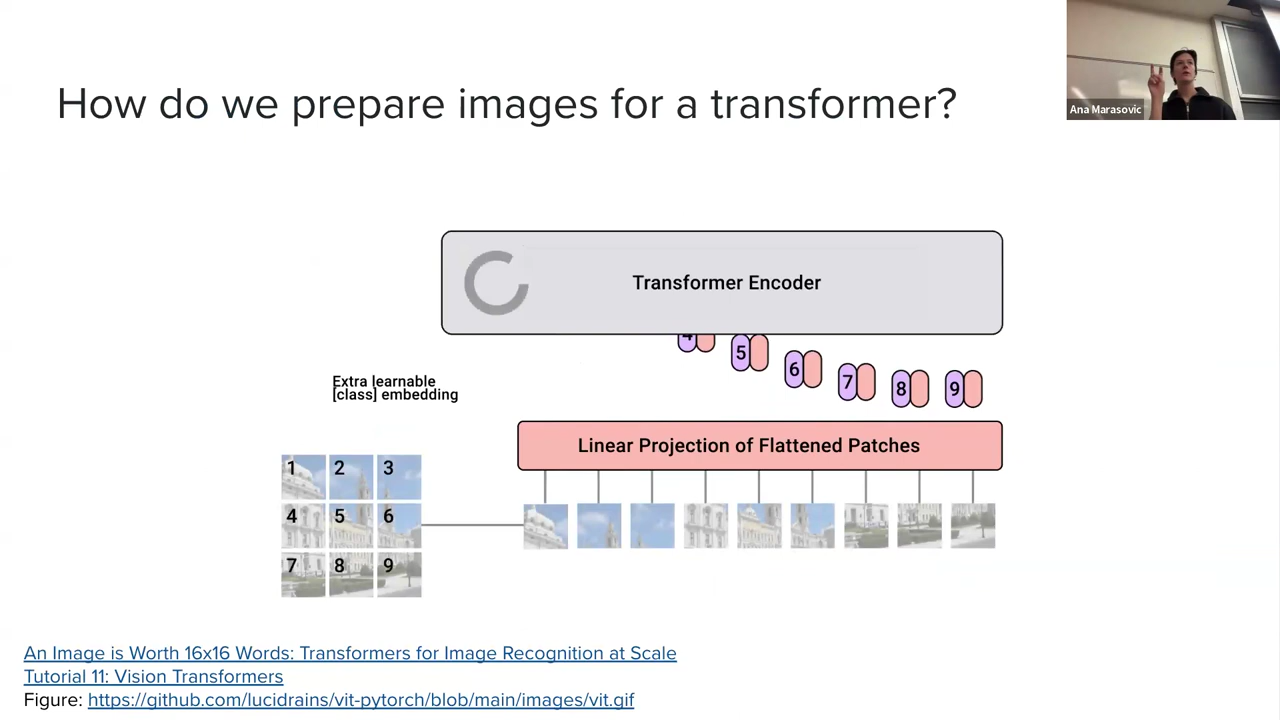 How do we prepare images for a transformer?
Ana Marasovic
Transformer Encoder
4
5
6
7
8
9
Extra learnable
[class] embedding
Linear Projection of Flattened Patches
1 2 3
4 5 6
7 8 9
An Image is Worth 16x16 Words: Transformers for Image Recognition at Scale
Tutorial 11: Vision Transformers
Figure: https://github.com/lucidrains/vit-pytorch/blob/main/images/vit.gif